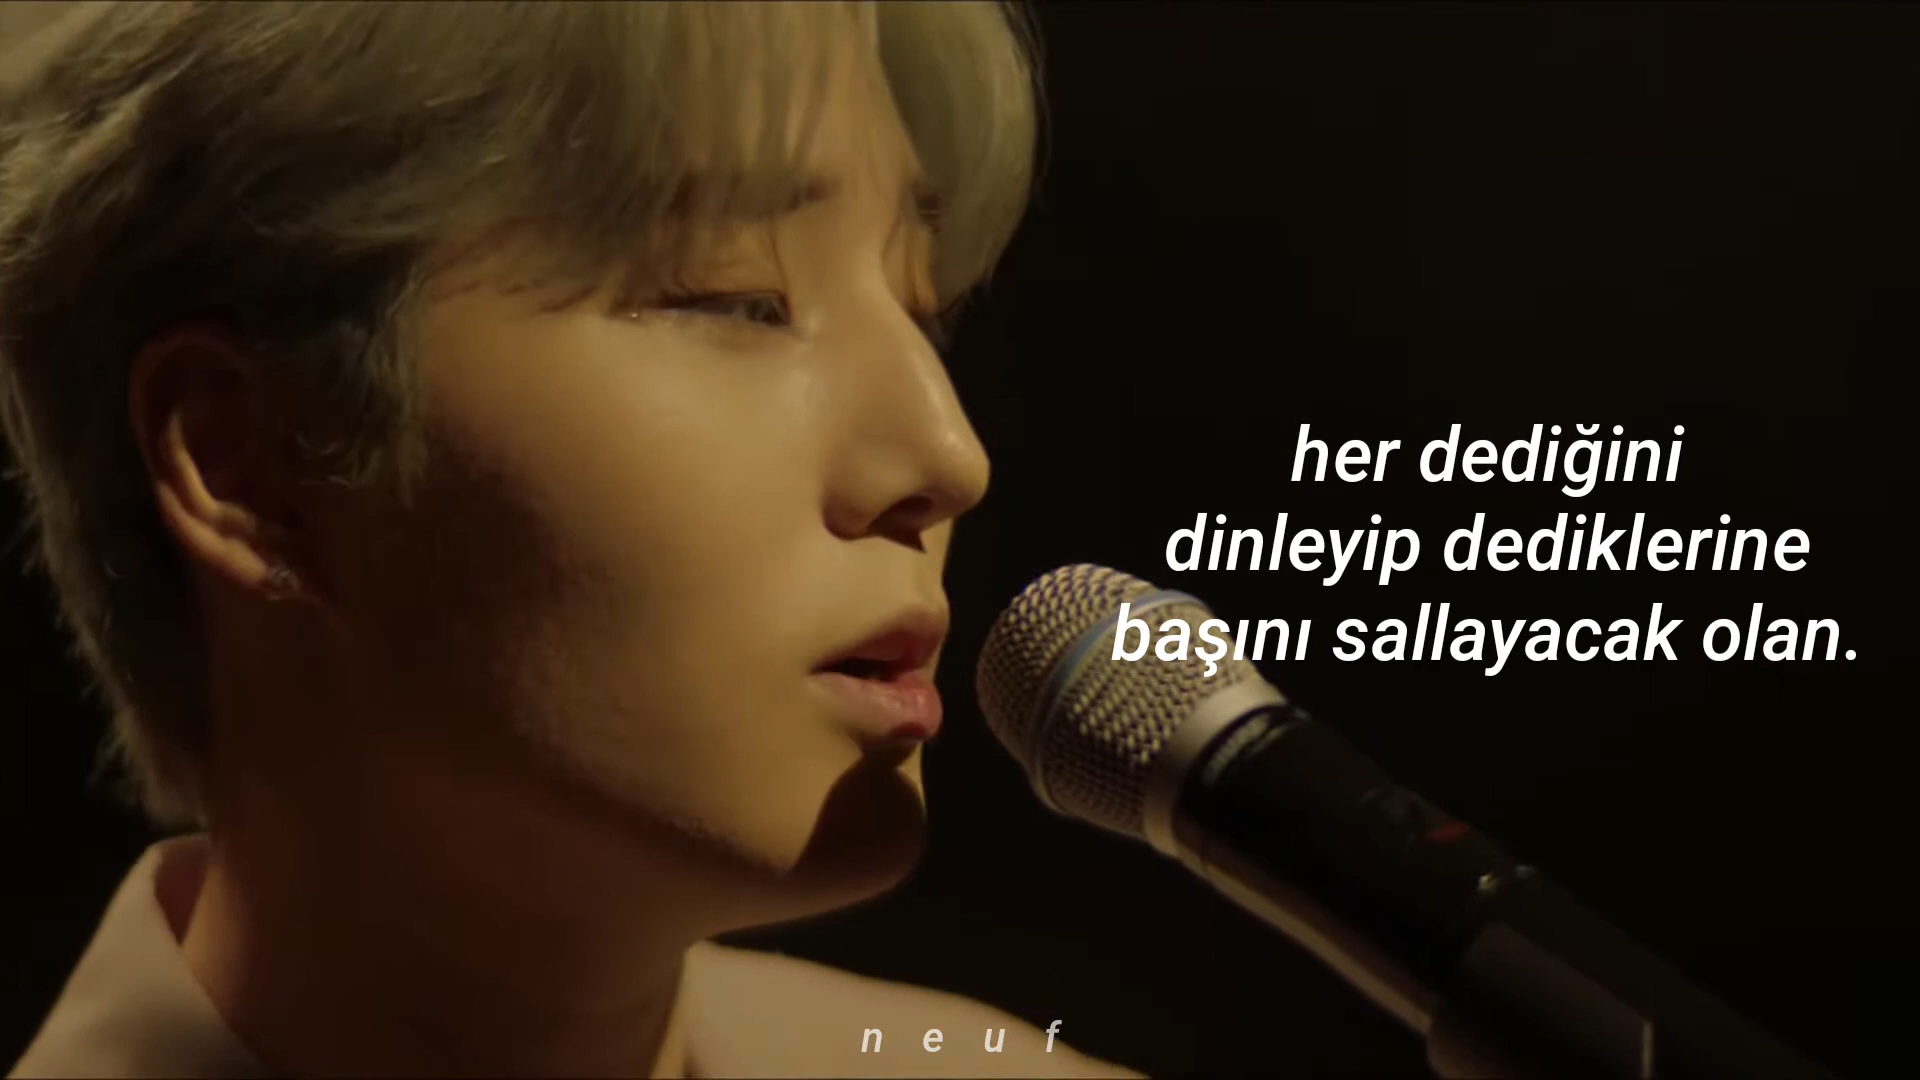 her dediğini
dinleyip dediklerine
başını sallayacak olan.
n e u f